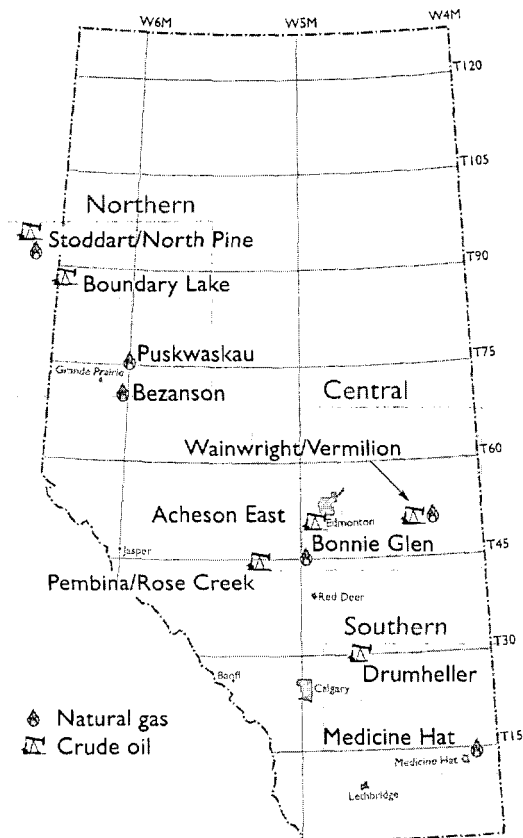 W6M W5M W4M
T120
T105
Northern
Stoddart/North Pine
T90
Boundary Lake
Puskwaskau
T75
Grande Prairie
Bezanson
Central
T60
Wainwright/Vermilion
Acheson East
Edmonton
Bonnie Glen
T45
Jasper
Pembina/Rose Creek
Red Deer
Southern
T30
Banff
Drumheller
Calgary
Natural gas
Medicine Hat
T15
Crude oil
Medicine Hat
Lethbridge